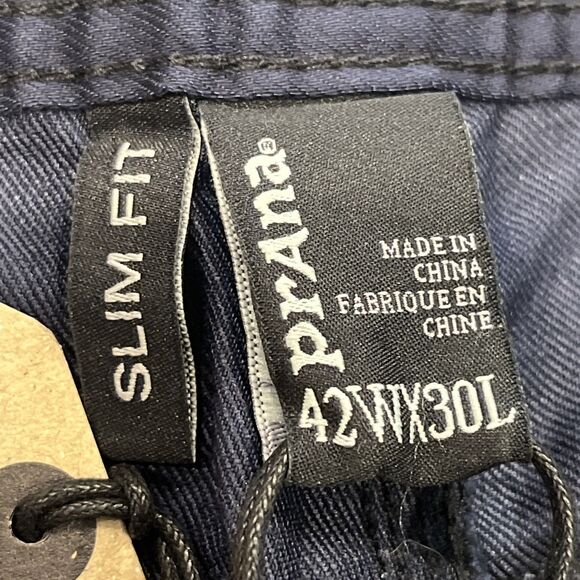 SLIM FIT
prAna®
MADE IN
CHINA
FABRIQUE EN
CHINE
42WX30L